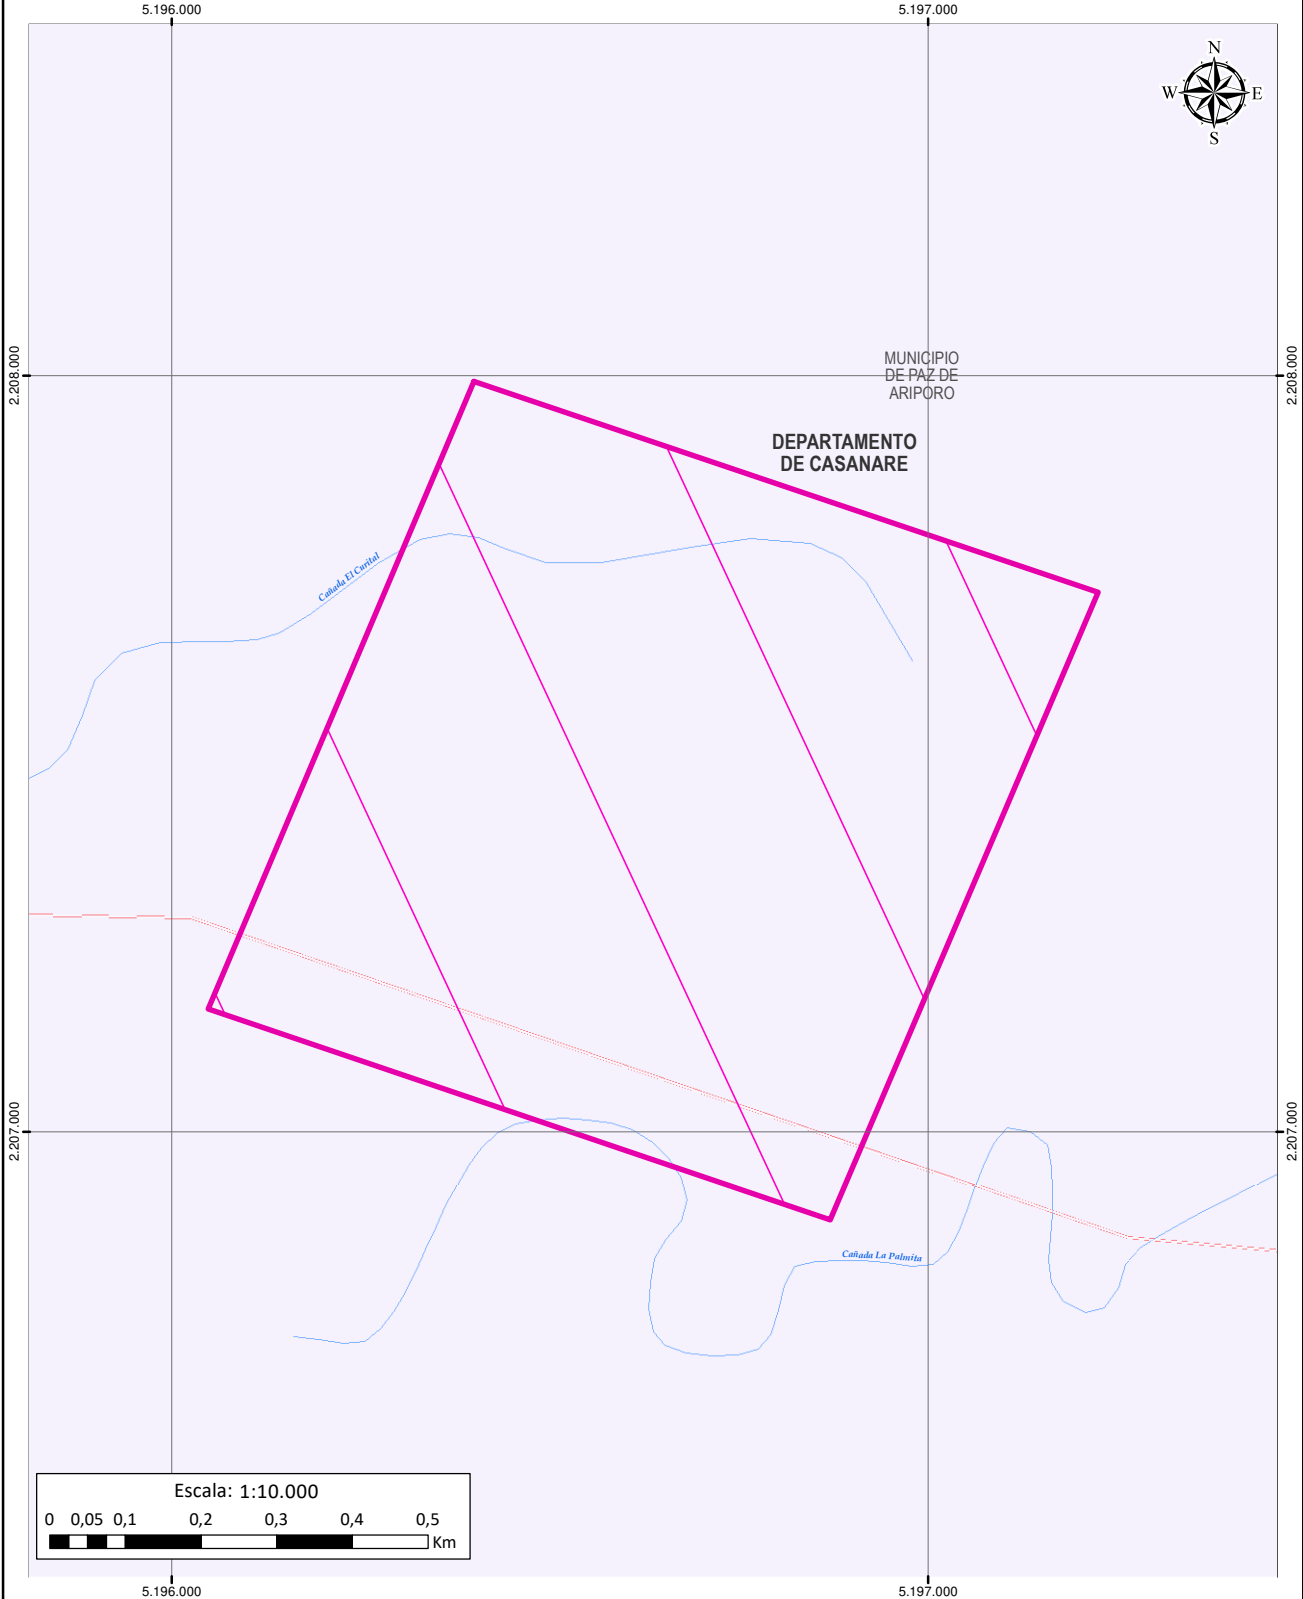 5.196.000
5.197.000
N
W
E
S
2.208.000
2.208.000
MUNICIPIO
DE PAZ DE
ARIPORO
DEPARTAMENTO
DE CASANARE
Cañada El Curital
2.207.000
2.207.000
Cañada La Palmita
Escala: 1:10.000
0 0,05 0,1 0,2 0,3 0,4 0,5
Km
5.196.000
5.197.000